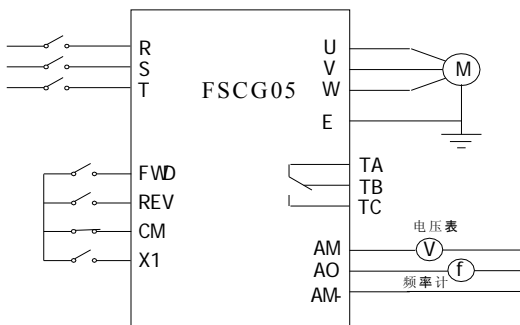 R
S
T
FSCG05
U
V
W
E
M
FWD
REV
CM
X1
TA
TB
TC
电压表
AM
V
AO
f
频率计
AM-